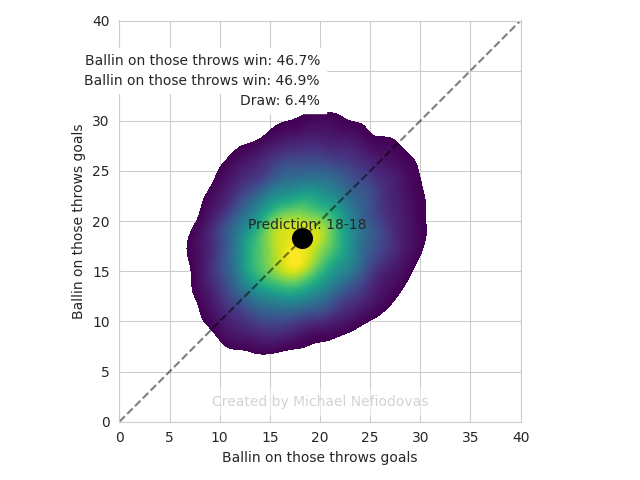 40
Ballin on those throws win: 46.7%
Ballin on those throws win: 46.9%
Draw: 6.4%
30
25
20
15
10
5
0
Ballin on those throws goals
Prediction: 18-18
Created by Michael Nefiodovas
0 5 10 15 20 25 30 35 40
Ballin on those throws goals